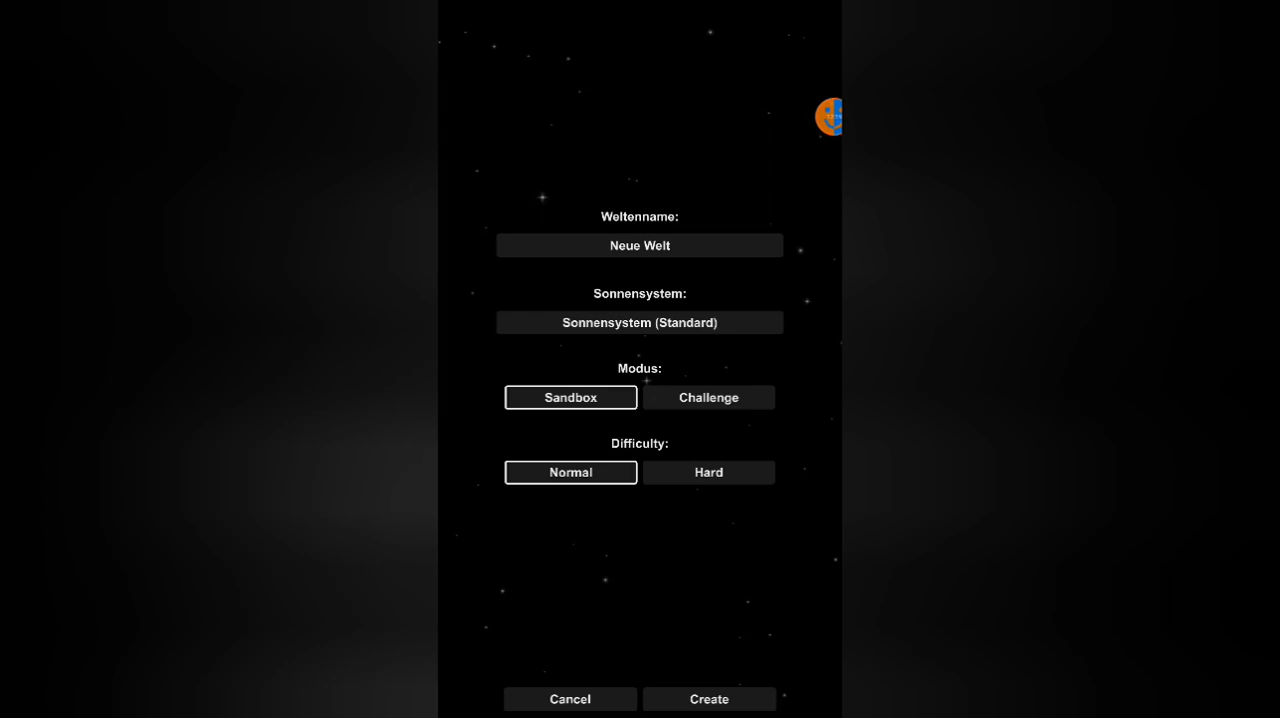 Weltenname:
Neue Welt
Sonnensystem:
Sonnensystem (Standard)
Modus:
Sandbox Challenge
Difficulty:
Normal Hard
Cancel Create